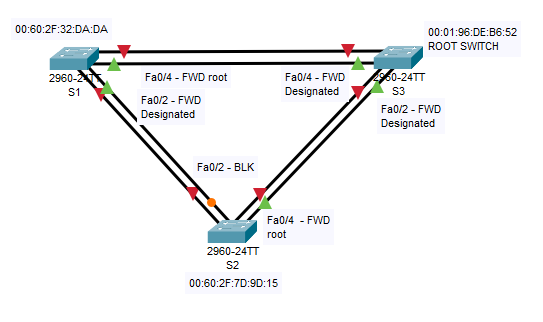 00:60:2F:32:DA:DA
00:01:96:DE:B6:52
ROOT SWITCH
2960-24TT
S1
Fa0/4 - FWD root
Fa0/4 - FWD
Designated
2960-24TT
S3
Fa0/2 - FWD
Designated
Fa0/2 - FWD
Designated
Fa0/2 - BLK
Fa0/4 - FWD
root
2960-24TT
S2
00:60:2F:7D:9D:15